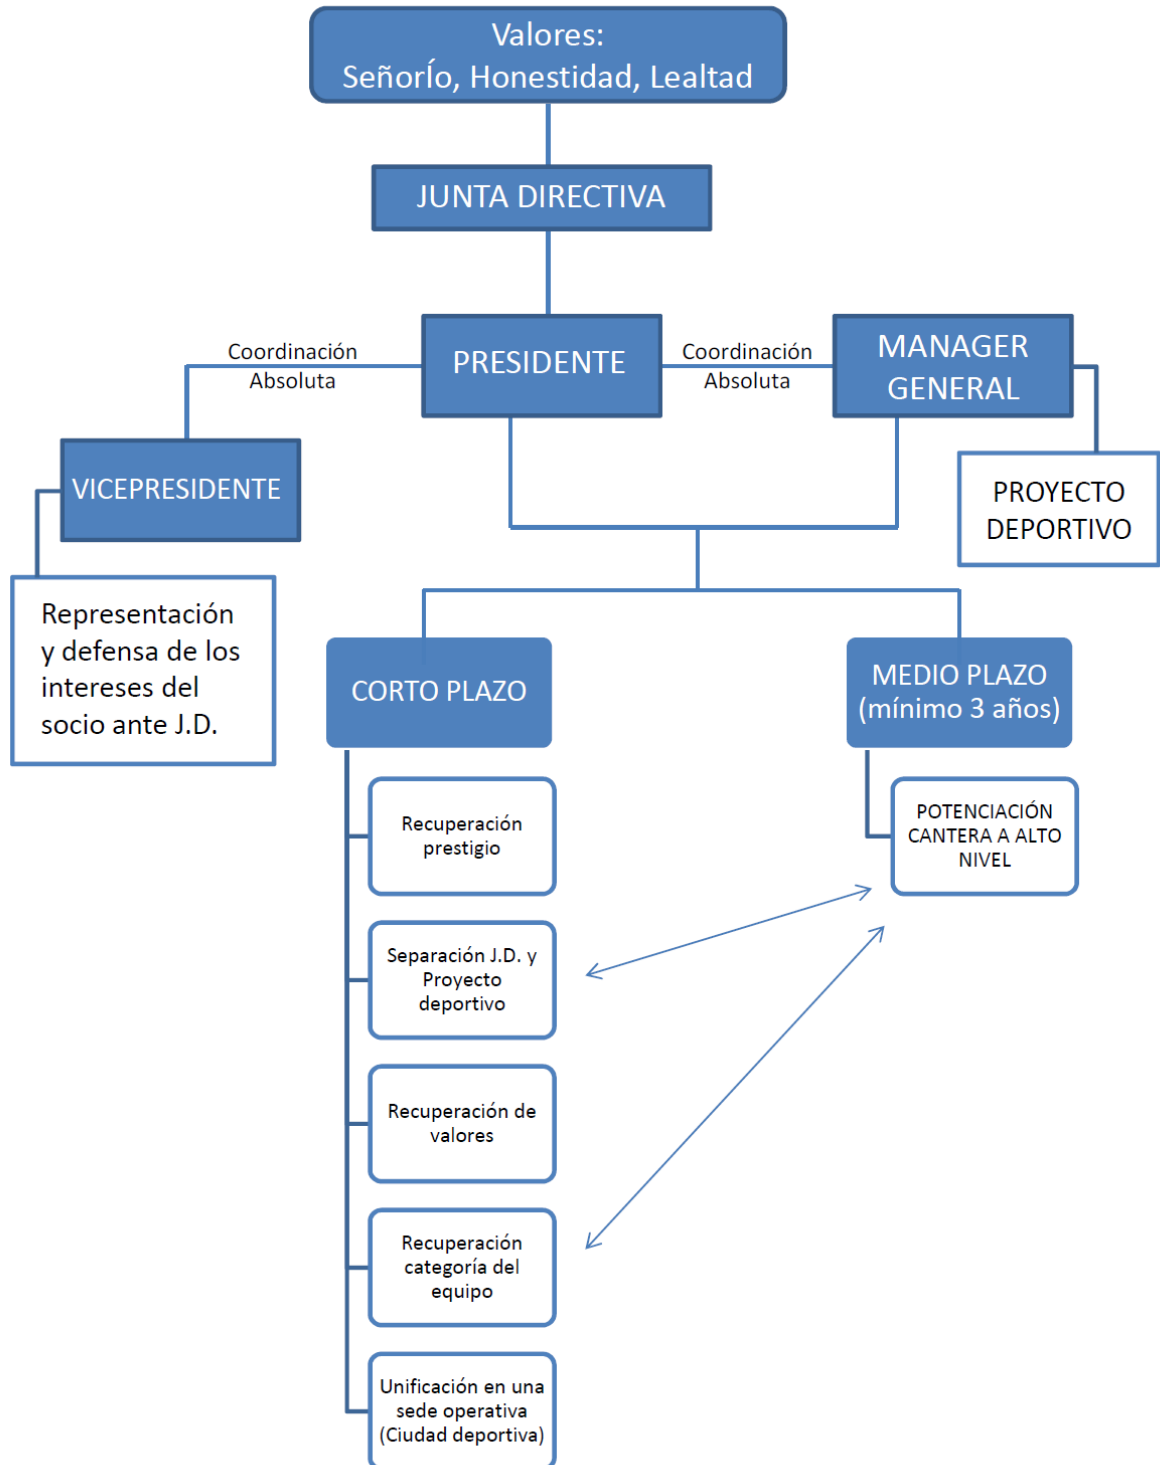 Valores:
SeñorÍo, Honestidad, Lealtad
JUNTA DIRECTIVA
Coordinación
Absoluta
PRESIDENTE
Coordinación
Absoluta
MANAGER
GENERAL
VICEPRESIDENTE
PROYECTO
DEPORTIVO
Representación
y defensa de los
intereses del
socio ante J.D.
CORTO PLAZO
MEDIO PLAZO
(mínimo 3 años)
Recuperación
prestigio
POTENCIACIÓN
CANTERA A ALTO
NIVEL
Separación J.D. y
Proyecto
deportivo
Recuperación de
valores
Recuperación
categoría del
equipo
Unificación en una
sede operativa
(Ciudad deportiva)